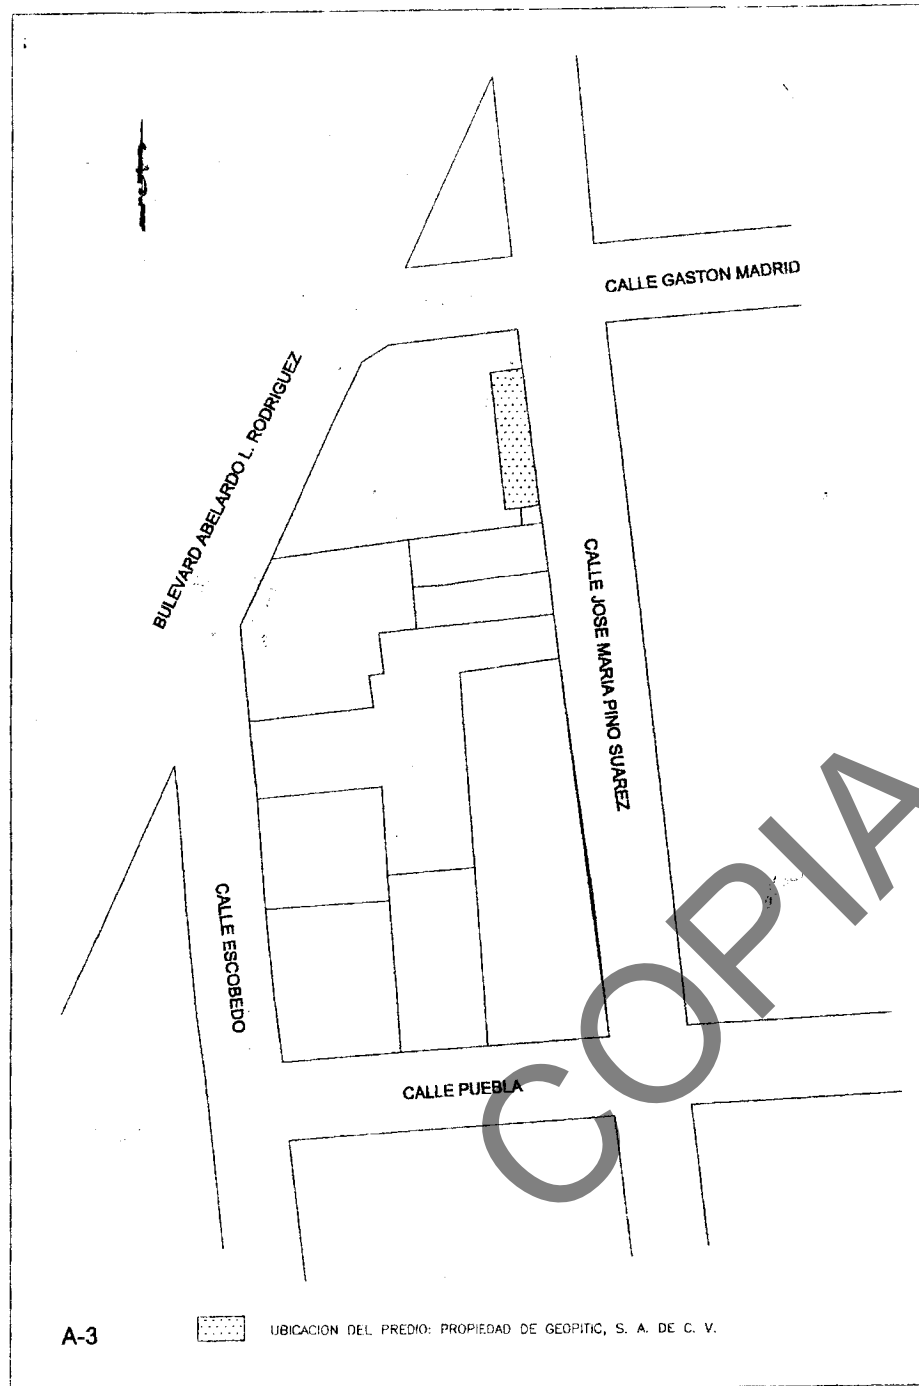 CALLE GASTON MADRID
BULEVARD ABELARDO L. RODRIGUEZ
CALLE JOSE MARIA PINO SUAREZ
CALLE ESCOBEDO
CALLE PUEBLA
COPIA
A-3
UBICACION DEL PREDIO: PROPIEDAD DE GEOPITIC, S. A. DE C. V.